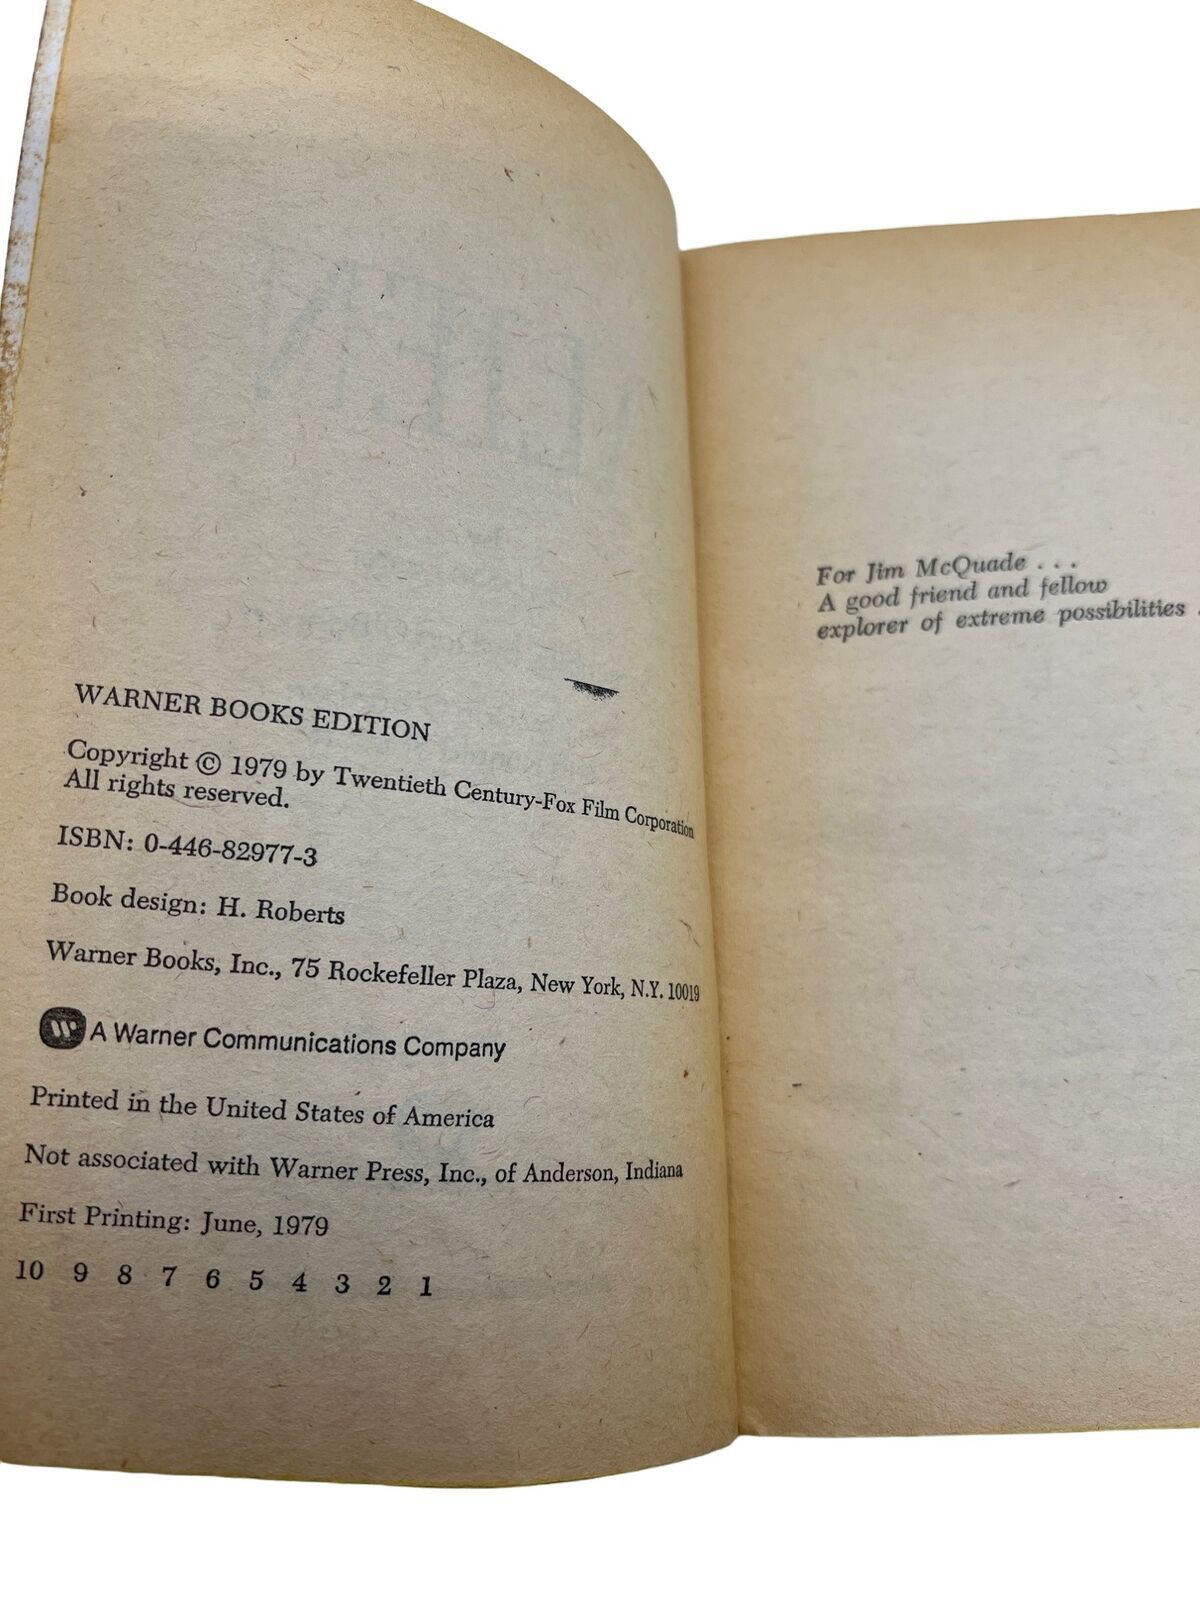 WARNER BOOKS EDITION
Copyright © 1979 by Twentieth Century-Fox Film Corporation
All rights reserved.
ISBN: 0-446-82977-3
Book design: H. Roberts
Warner Books, Inc., 75 Rockefeller Plaza, New York, N.Y. 10019
W A Warner Communications Company
Printed in the United States of America
Not associated with Warner Press, Inc., of Anderson, Indiana
First Printing: June, 1979
10 9 8 7 6 5 4 3 2 1
For Jim McQuade . . .
A good friend and fellow
explorer of extreme possibilities .